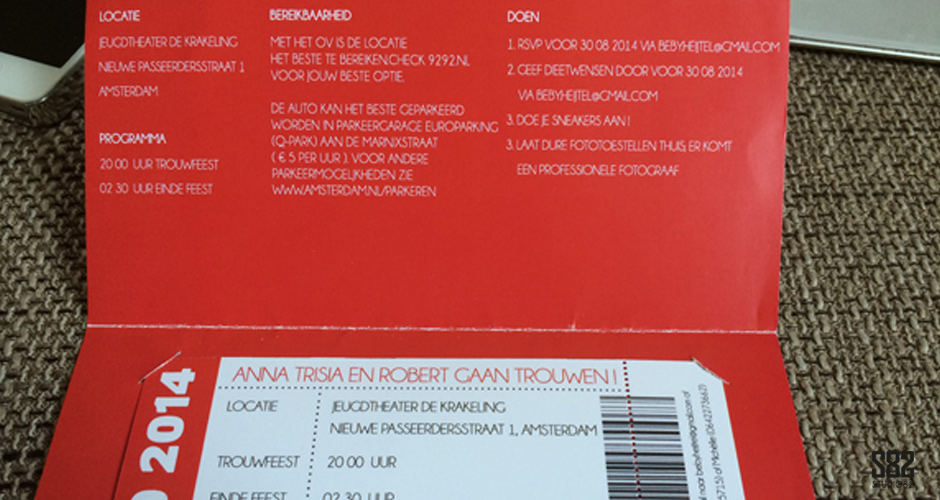 LOCATIE
JEUGDTHEATER DE KRAKELING
NIEUWE PASSEERDERSSTRAAT 1
AMSTERDAM
PROGRAMMA
20 00 UUR TROUWFEEST
02 30 UUR EINDE FEEST
BEREIKBAARHEID
MET HET OV IS DE LOCATIE
HET BESTE TE BEREIKEN.CHECK 9292.NL
VOOR JOUW BESTE OPTIE.
DE AUTO KAN HET BESTE GEPARKEERD
WORDEN IN PARKEERGARAGE EUROPARKING
(Q-PARK) AAN DE MARNIXSTRAAT
( € 5 PER UUR ). VOOR ANDERE
PARKEERMOGELIJKHEDEN ZIE
WWW.AMSTERDAM.NL/PARKEREN
DOEN
1. RSVP VOOR 30 08 2014 VIA BEBYHEIJTEL@GMAIL.COM
2. GEEF DIEETWENSEN DOOR VOOR 30 08 2014
VIA BEBYHEIJTEL@GMAIL.COM
3. DOE JE SNEAKERS AAN !
3. LAAT DURE FOTOTOESTELLEN THUIS; ER KOMT
EEN PROFESSIONELE FOTOGRAAF
2014
ANNA TRISIA EN ROBERT GAAN TROUWEN !
LOCATIE
JEUGDTHEATER DE KRAKELING
NIEUWE PASSEERDERSSTRAAT 1, AMSTERDAM
TROUWFEEST
20 00 UUR
EINDE FEEST
02 30 UUR
of Michelle (0642273662)
S82